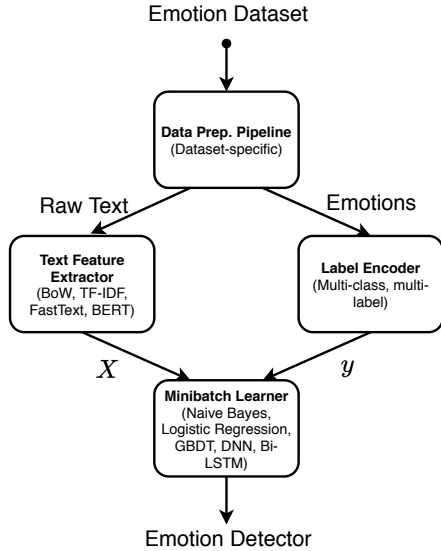 Emotion Dataset
Data Prep. Pipeline
(Dataset-specific)
Raw Text
Emotions
Text Feature
Extractor
(BoW, TF-IDF,
FastText, BERT)
Label Encoder
(Multi-class, multi-
label)
X
y
Minibatch Learner
(Naive Bayes,
Logistic Regression,
GBDT, DNN, Bi-
LSTM)
Emotion Detector